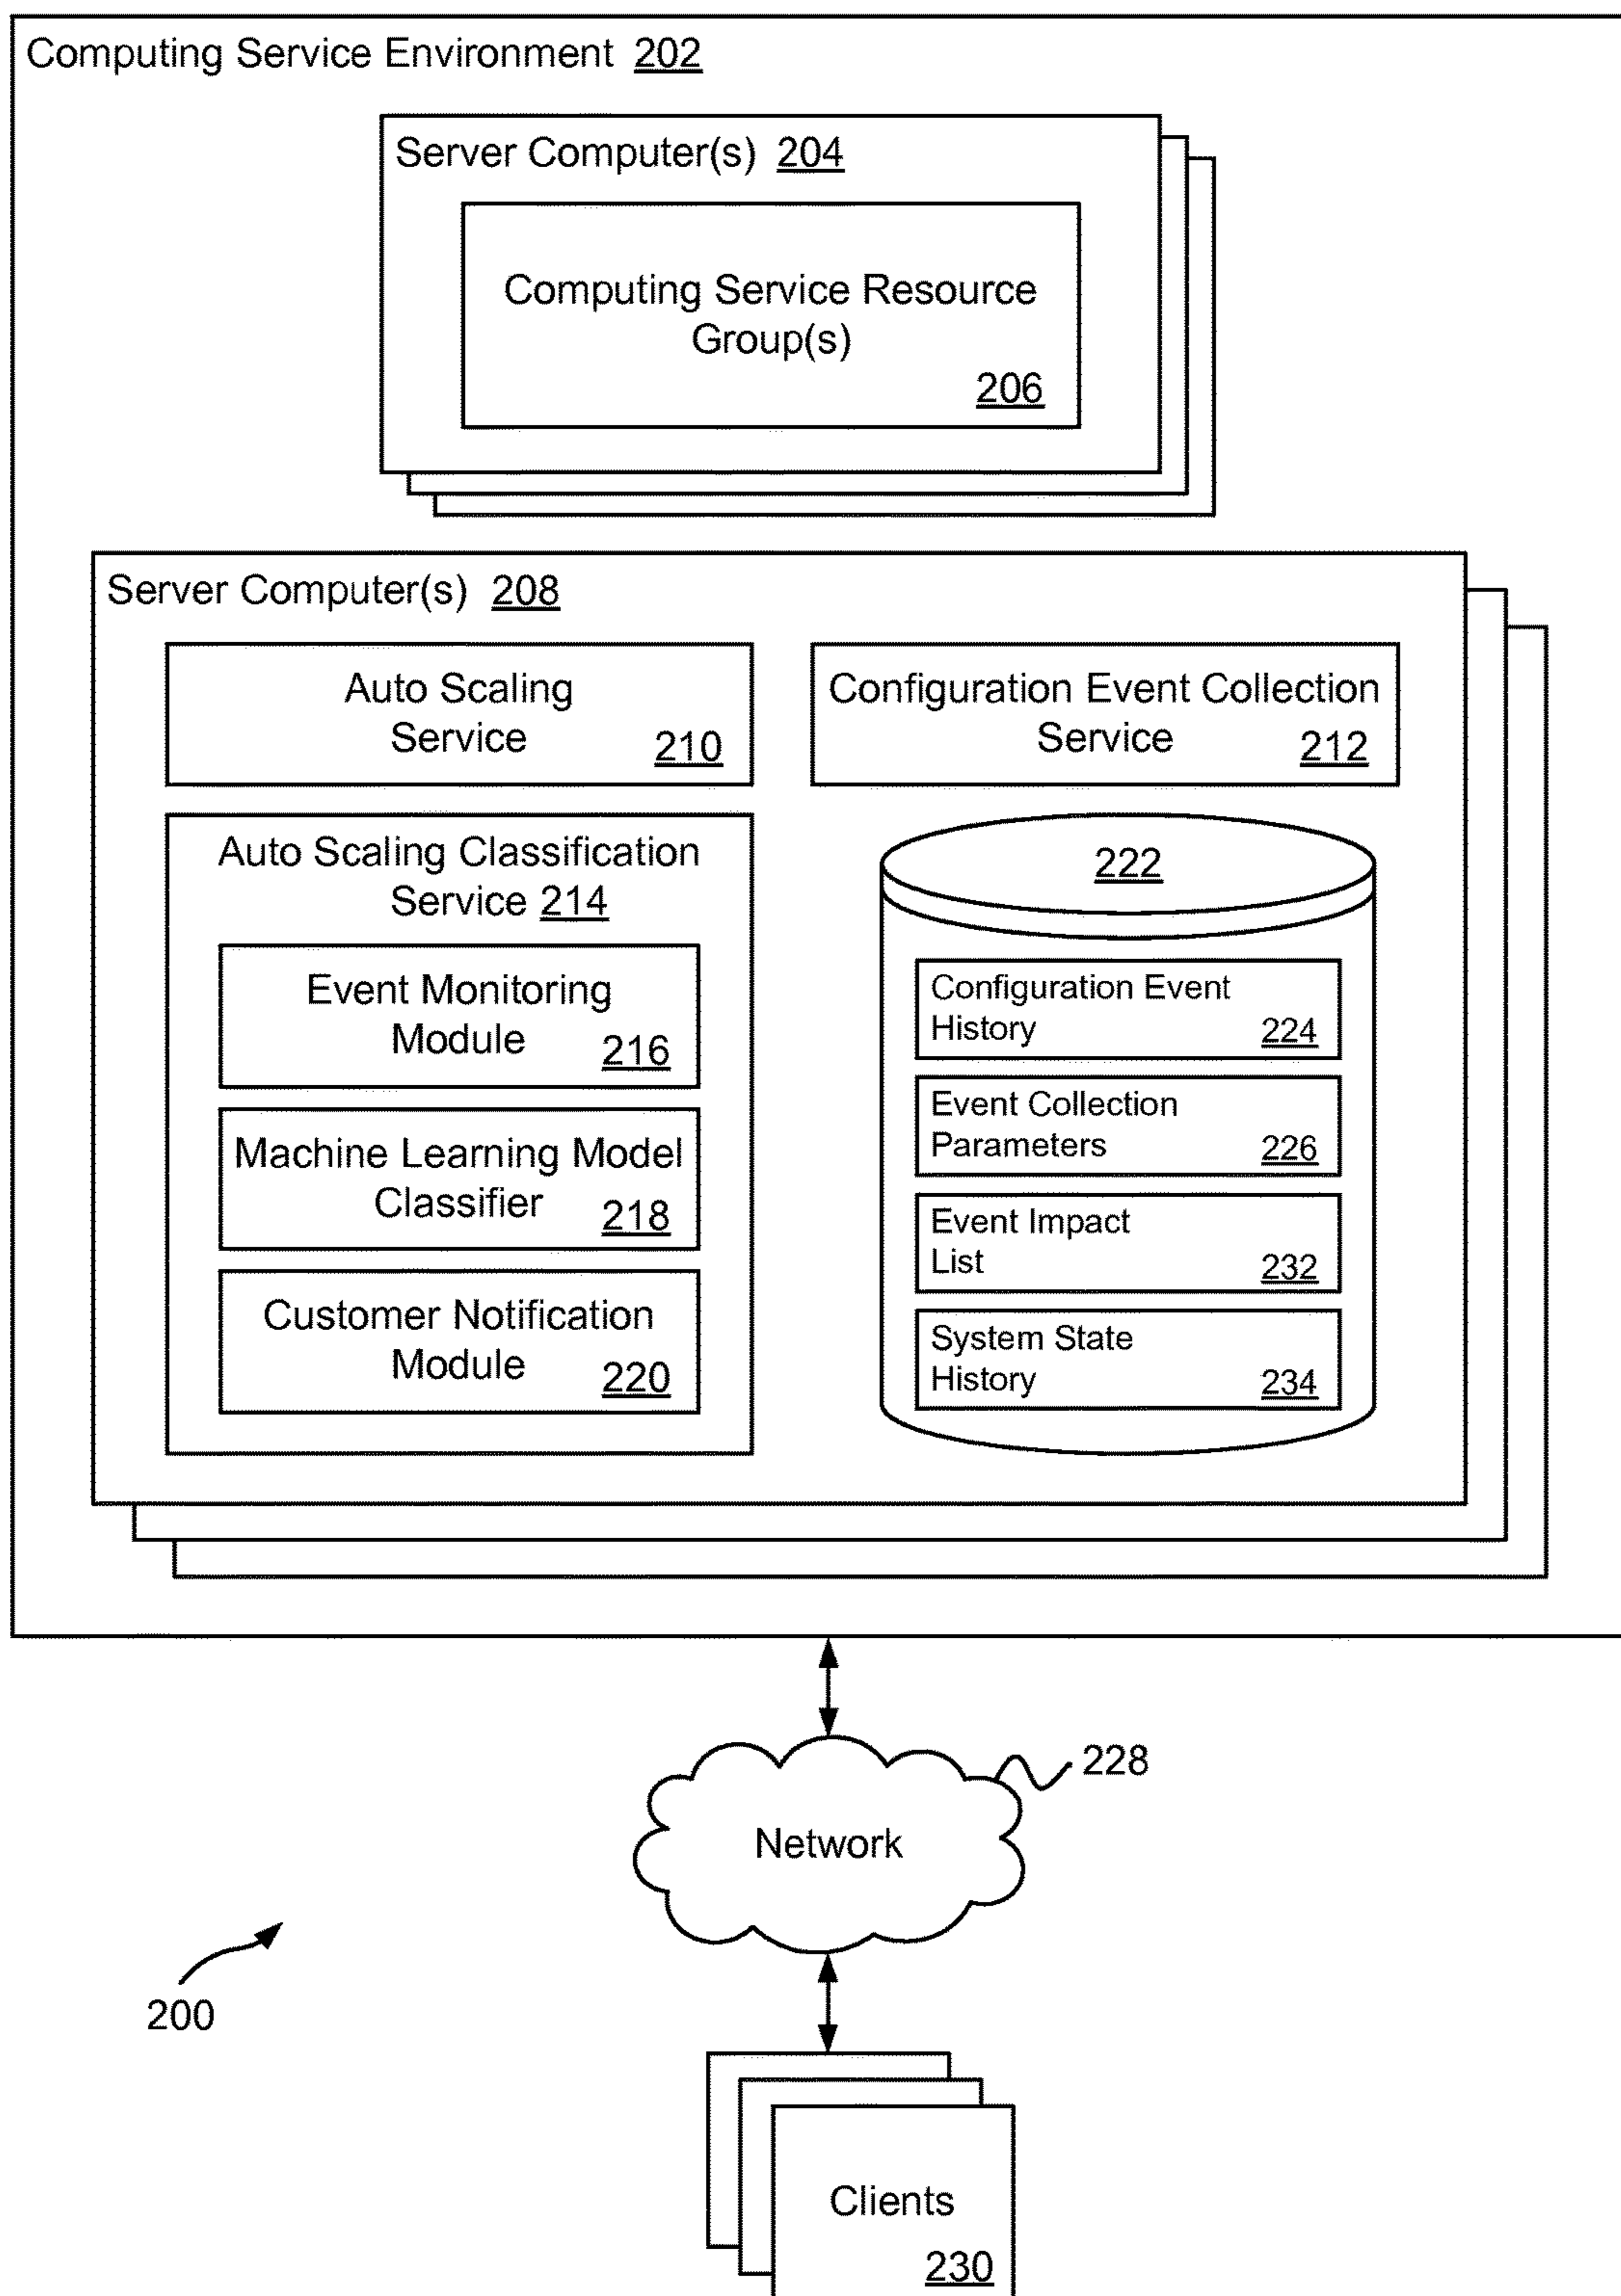 Computing Service Environment 202
Server Computer(s) 204
Computing Service Resource
Group(s)
206
Server Computer(s) 208
Auto Scaling
Service 210
Configuration Event Collection
Service 212
Auto Scaling Classification
Service 214
Event Monitoring
Module 216
Machine Learning Model
Classifier 218
Customer Notification
Module 220
222
Configuration Event
History 224
Event Collection
Parameters 226
Event Impact
List 232
System State
History 234
228
Network
200
Clients
230